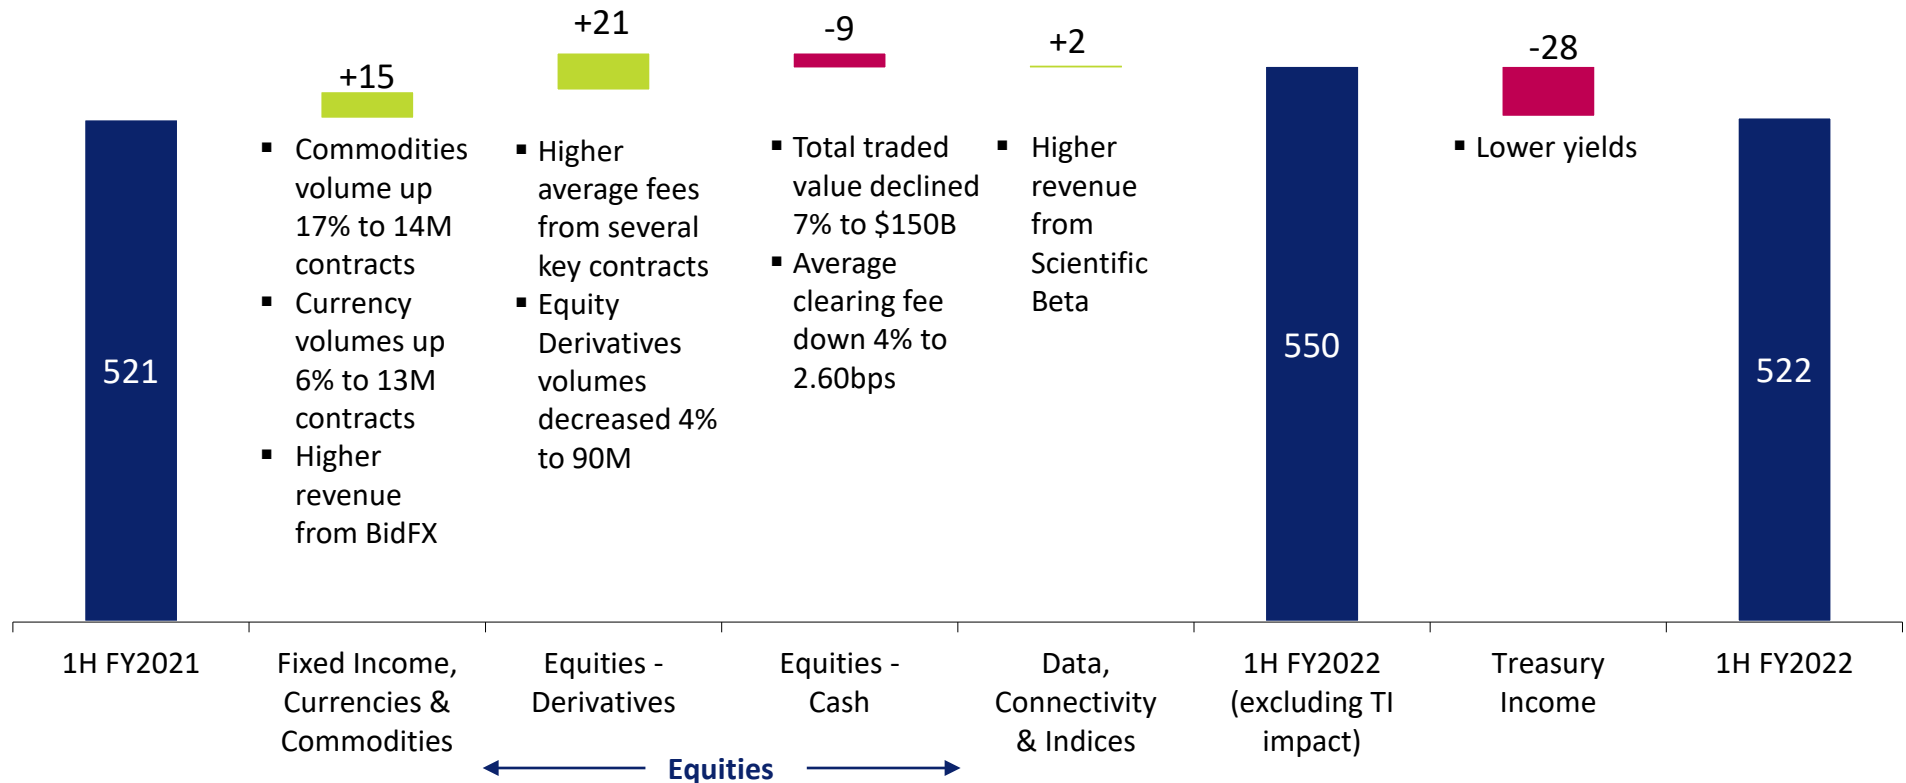 +15
+21
-9
+2
-28
▪ Commodities
volume up
17% to 14M
contracts
▪ Currency
volumes up
6% to 13M
contracts
▪ Higher
revenue
from BidFX
▪ Higher
average fees
from several
key contracts
▪ Equity
Derivatives
volumes
decreased 4%
to 90M
▪ Total traded
value declined
7% to $150B
▪ Average
clearing fee
down 4% to
2.60bps
▪ Higher
revenue
from
Scientific
Beta
▪ Lower yields
521
550
522
1H FY2021
Fixed Income,
Currencies &
Commodities
Equities -
Derivatives
Equities -
Cash
Data,
Connectivity
& Indices
1H FY2022
(excluding TI
impact)
Treasury
Income
1H FY2022
Equities